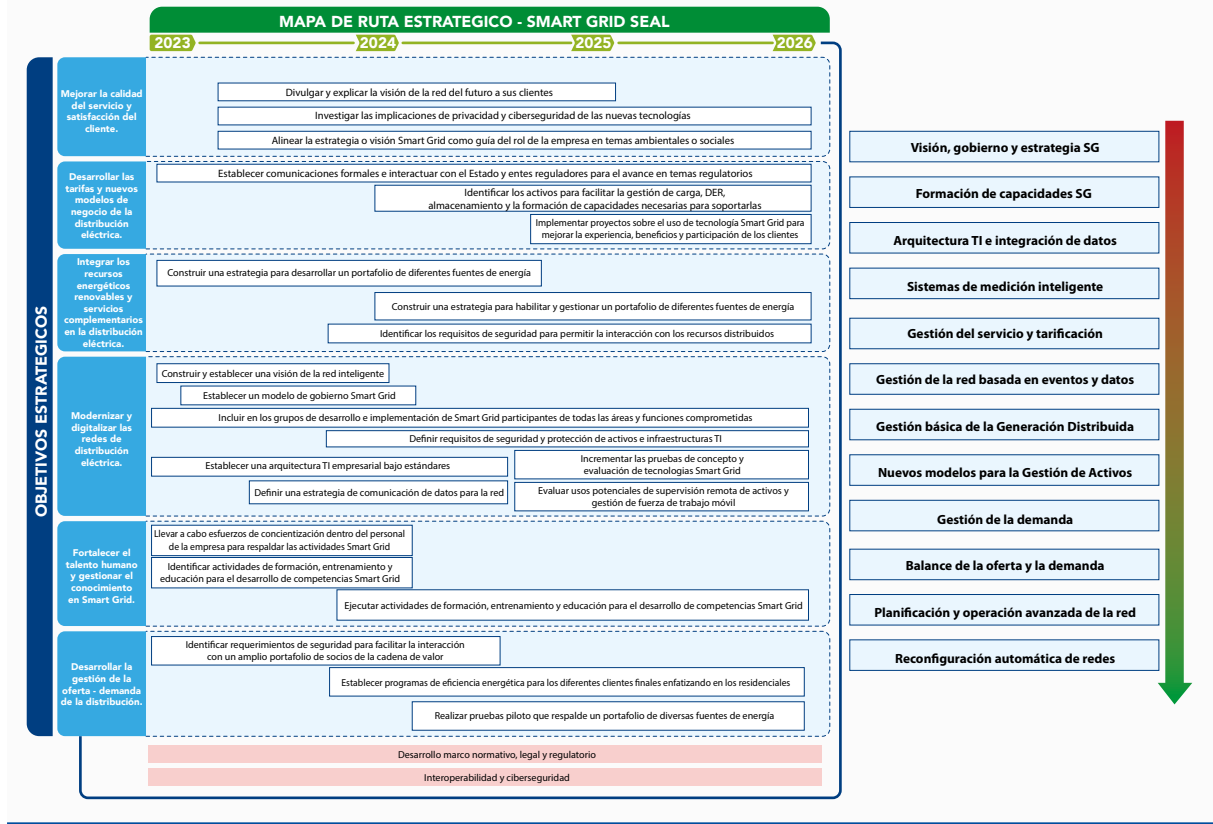 MAPA DE RUTA ESTRATEGICO - SMART GRID SEAL
2023
2024
2025
2026
OBJETIVOS ESTRATEGICOS
Mejorar la calidad
del servicio y
satisfacción del
cliente.
Divulgar y explicar la visión de la red del futuro a sus clientes
Investigar las implicaciones de privacidad y ciberseguridad de las nuevas tecnologías
Alinear la estrategia o visión Smart Grid como guía del rol de la empresa en temas ambientales o sociales
Desarrollar las
tarifas y nuevos
modelos de
negocio de la
distribución
eléctrica.
Establecer comunicaciones formales e interactuar con el Estado y entes reguladores para el avance en temas regulatorios
Identificar los activos para facilitar la gestión de carga, DER,
almacenamiento y la formación de capacidades necesarias para soportarlas
Implementar proyectos sobre el uso de tecnología Smart Grid para
mejorar la experiencia, beneficios y participación de los clientes
Integrar los
recursos
energéticos
renovables y
servicios
complementarios
en la distribución
eléctrica.
Construir una estrategia para desarrollar un portafolio de diferentes fuentes de energía
Construir una estrategia para habilitar y gestionar un portafolio de diferentes fuentes de energía
Identificar los requisitos de seguridad para permitir la interacción con los recursos distribuidos
Modernizar y
digitalizar las
redes de
distribución
eléctrica.
Construir y establecer una visión de la red inteligente
Establecer un modelo de gobierno Smart Grid
Incluir en los grupos de desarrollo e implementación de Smart Grid participantes de todas las áreas y funciones comprometidas
Definir requisitos de seguridad y protección de activos e infraestructuras TI
Establecer una arquitectura TI empresarial bajo estándares
Incrementar las pruebas de concepto y
evaluación de tecnologías Smart Grid
Definir una estrategia de comunicación de datos para la red
Evaluar usos potenciales de supervisión remota de activos y
gestión de fuerza de trabajo móvil
Fortalecer el
talento humano
y gestionar el
conocimiento
en Smart Grid.
Llevar a cabo esfuerzos de concientización dentro del personal
de la empresa para respaldar las actividades Smart Grid
Identificar actividades de formación, entrenamiento y
educación para el desarrollo de competencias Smart Grid
Ejecutar actividades de formación, entrenamiento y educación para el desarrollo de competencias Smart Grid
Desarrollar la
gestión de la
oferta - demanda
de la distribución.
Identificar requerimientos de seguridad para facilitar la interacción
con un amplio portafolio de socios de la cadena de valor
Establecer programas de eficiencia energética para los diferentes clientes finales enfatizando en los residenciales
Realizar pruebas piloto que respalde un portafolio de diversas fuentes de energía
Desarrollo marco normativo, legal y regulatorio
Interoperabilidad y ciberseguridad
Visión, gobierno y estrategia SG
Formación de capacidades SG
Arquitectura TI e integración de datos
Sistemas de medición inteligente
Gestión del servicio y tarificación
Gestión de la red basada en eventos y datos
Gestión básica de la Generación Distribuida
Nuevos modelos para la Gestión de Activos
Gestión de la demanda
Balance de la oferta y la demanda
Planificación y operación avanzada de la red
Reconfiguración automática de redes